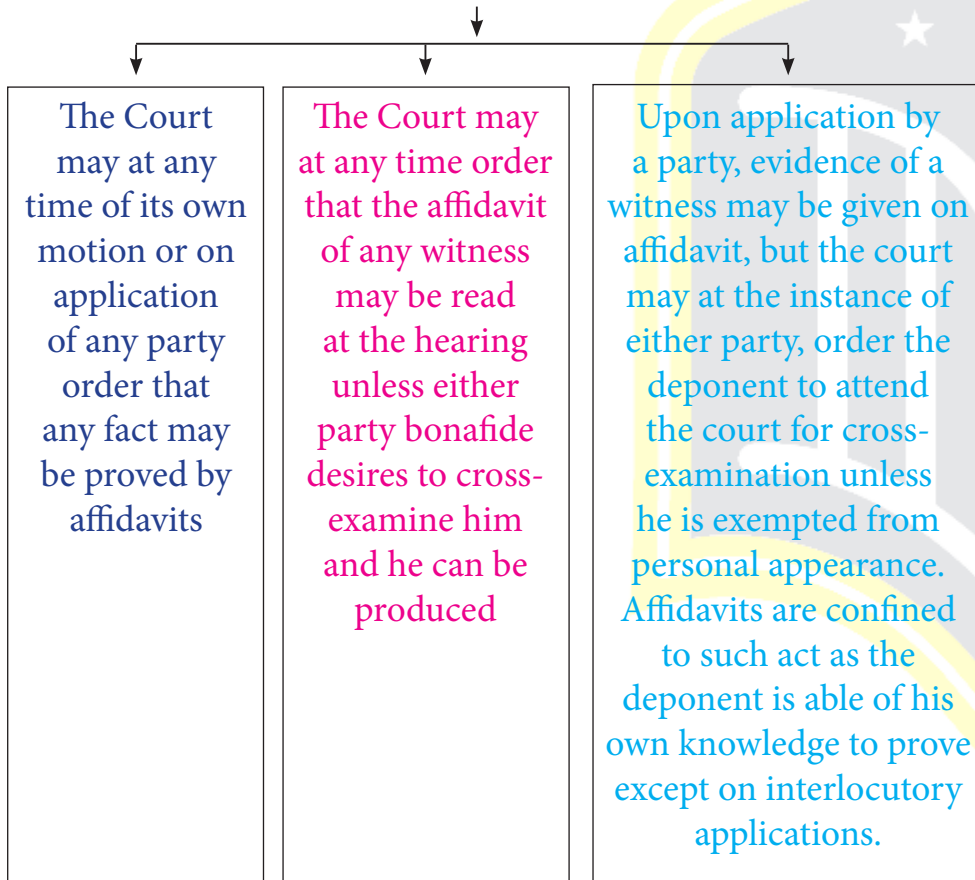 The Court
may at any
time of its own
motion or on
application
of any party
order that
any fact may
be proved by
affidavits
The Court may
at any time order
that the affidavit
of any witness
may be read
at the hearing
unless either
party bonafide
desires to cross-
examine him
and he can be
produced
Upon application by
a party, evidence of a
witness may be given on
affidavit, but the court
may at the instance of
either party, order the
deponent to attend
the court for cross-
examination unless
he is exempted from
personal appearance.
Affidavits are confined
to such act as the
deponent is able of his
own knowledge to prove
except on interlocutory
applications.